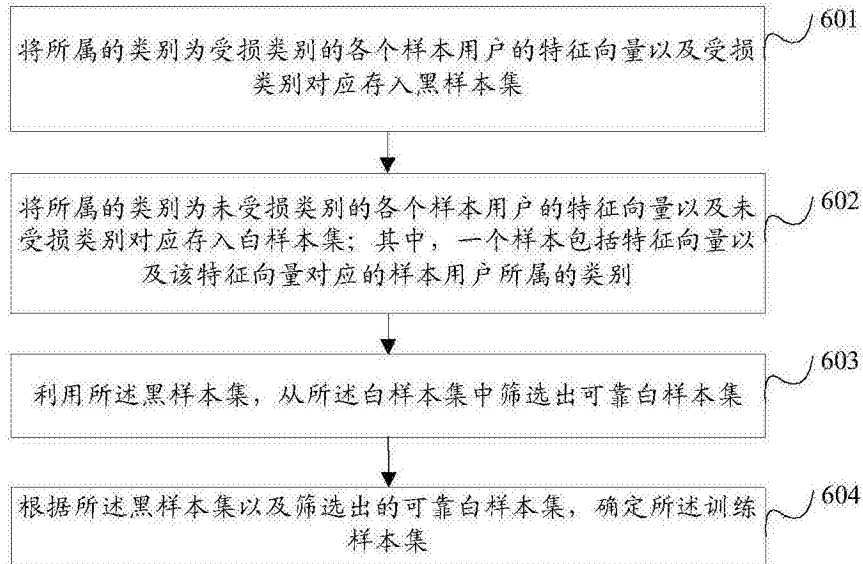 601
将所属的类别为受损类别的各个样本用户的特征向量以及受损
类别对应存入黑样本集
602
将所属的类别为未受损类别的各个样本用户的特征向量以及未
受损类别对应存入白样本集；其中，一个样本包括特征向量以
及该特征向量对应的样本用户所属的类别
603
利用所述黑样本集，从所述白样本集中筛选出可靠白样本集
604
根据所述黑样本集以及筛选出的可靠白样本集，确定所述训练
样本集